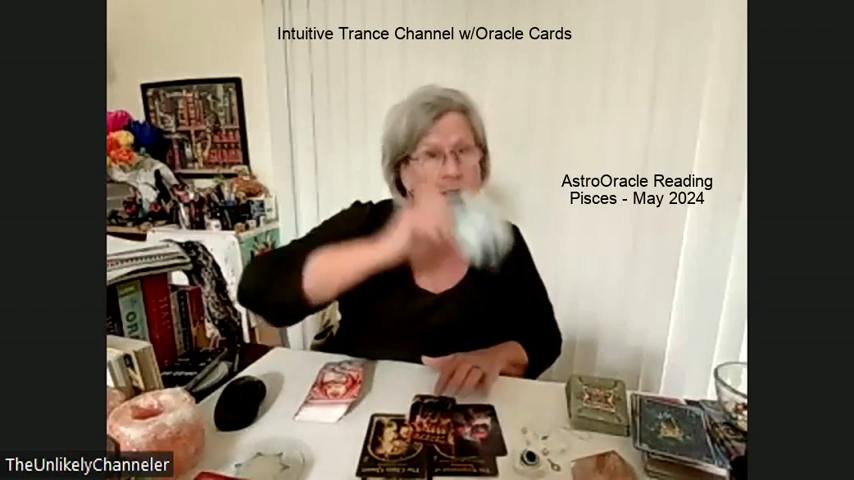 Intuitive Trance Channel w/Oracle Cards
AstroOracle Reading
Pisces - May 2024
TheUnlikelyChanneler